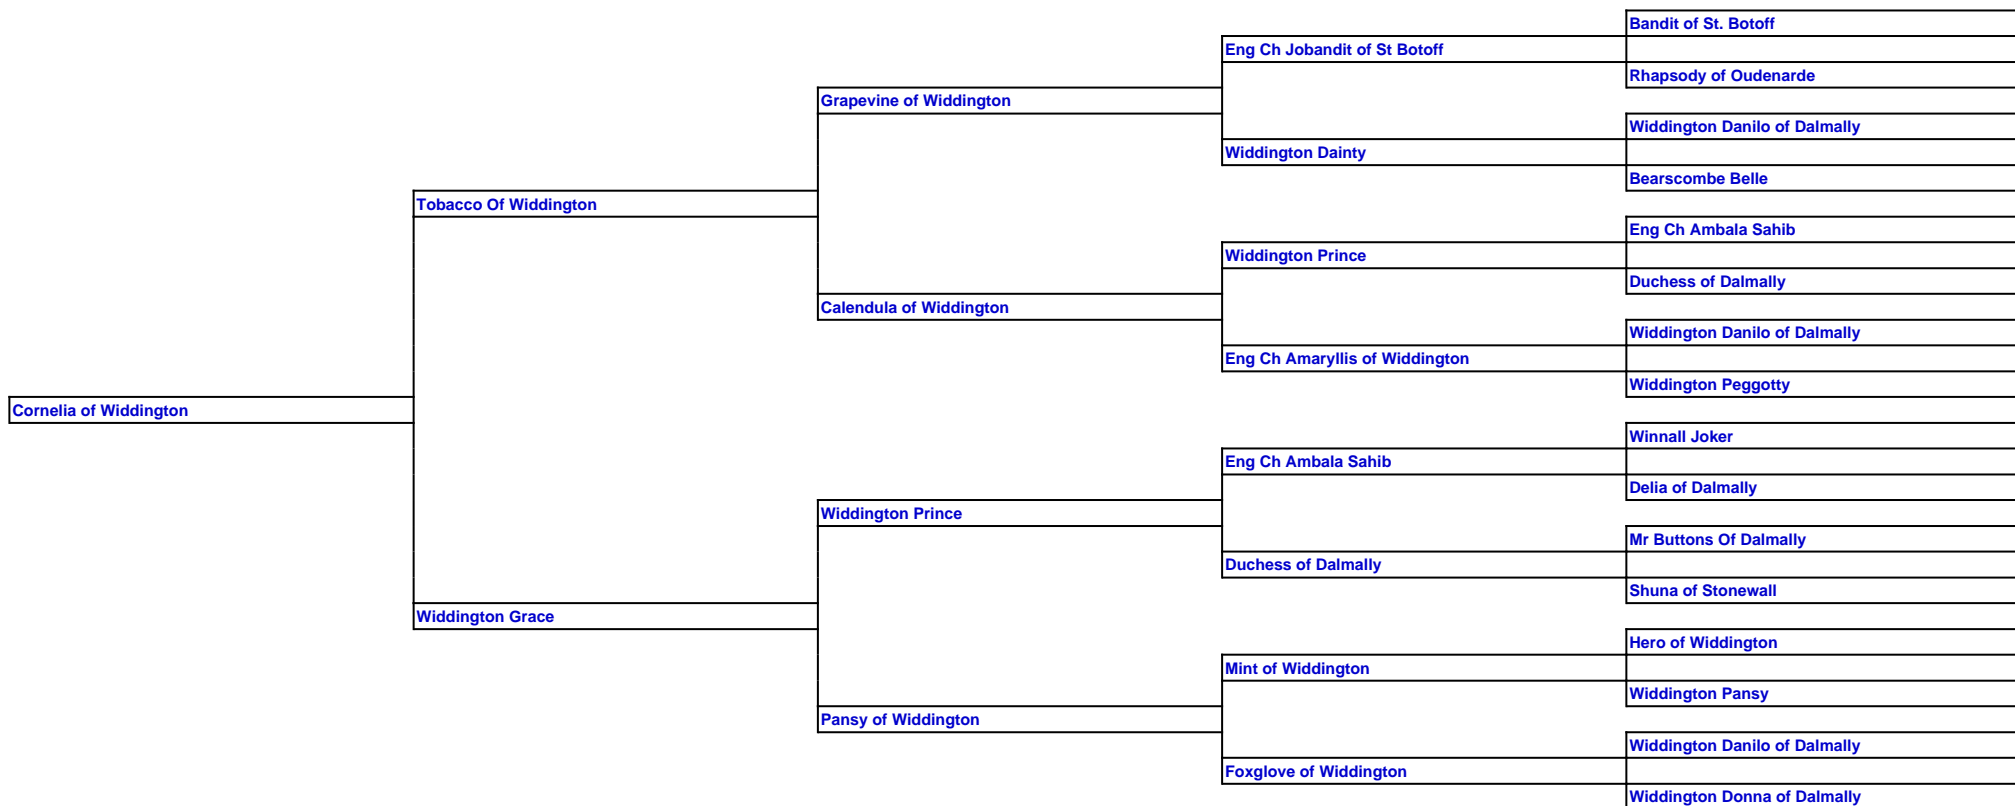 Bandit of St. Botoff
Eng Ch Jobandit of St Botoff
Rhapsody of Oudenarde
Grapevine of Widdington
Widdington Danilo of Dalmally
Widdington Dainty
Bearscombe Belle
Tobacco Of Widdington
Eng Ch Ambala Sahib
Widdington Prince
Duchess of Dalmally
Calendula of Widdington
Widdington Danilo of Dalmally
Eng Ch Amaryllis of Widdington
Widdington Peggotty
Cornelia of Widdington
Winnall Joker
Eng Ch Ambala Sahib
Delia of Dalmally
Widdington Prince
Mr Buttons Of Dalmally
Duchess of Dalmally
Shuna of Stonewall
Widdington Grace
Hero of Widdington
Mint of Widdington
Widdington Pansy
Pansy of Widdington
Widdington Danilo of Dalmally
Foxglove of Widdington
Widdington Donna of Dalmally